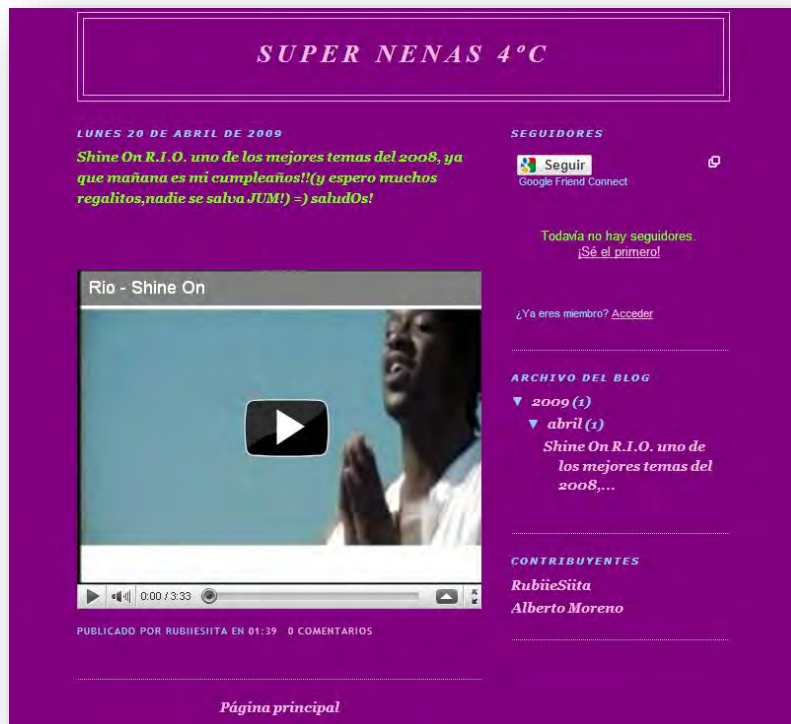 SUPER NENAS 4ºC
LUNES 20 DE ABRIL DE 2009
Shine On R.I.O. uno de los mejores temas del 2008, ya
que mañana es mi cumpleaños!!(y espero muchos
regalitos,nadie se salva JUM!) =) saludOs!
Rio - Shine On
0:00 / 3:33
PUBLICADO POR RUBIIESIITA EN 01:39 0 COMENTARIOS
Página principal
SEGUIDORES
Seguir
Google Friend Connect
Todavía no hay seguidores.
¡Sé el primero!
¿Ya eres miembro? Acceder
ARCHIVO DEL BLOG
▼ 2009 (1)
▼ abril (1)
Shine On R.I.O. uno de
los mejores temas del
2008,...
CONTRIBUYENTES
RubiieSiita
Alberto Moreno